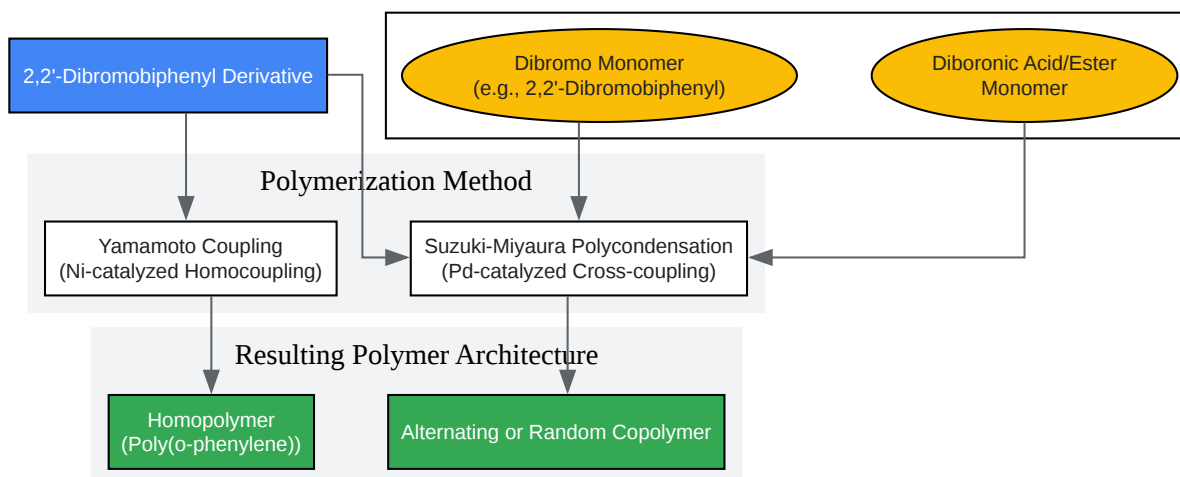 2,2'-Dibromobiphenyl Derivative
Dibromo Monomer
(e.g., 2,2'-Dibromobiphenyl)
Diboronic Acid/Ester
Monomer
Polymerization Method
Yamamoto Coupling
(Ni-catalyzed Homocoupling)
Suzuki-Miyaura Polycondensation
(Pd-catalyzed Cross-coupling)
Resulting Polymer Architecture
Homopolymer
(Poly(o-phenylene))
Alternating or Random Copolymer